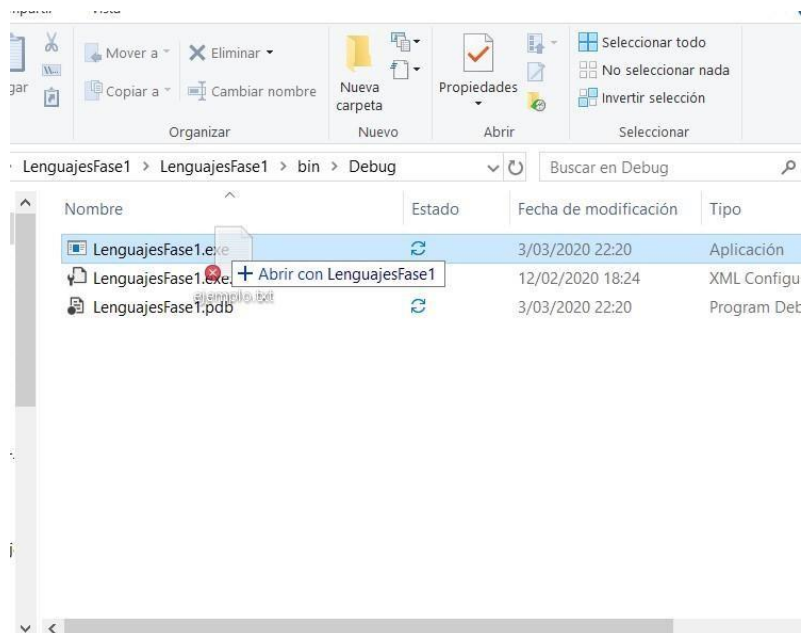 Mover a
Eliminar
Copiar a
Cambiar nombre
Nueva carpeta
Propiedades
Seleccionar todo
No seleccionar nada
Invertir selección
Organizar
Nuevo
Abrir
Seleccionar
LenguajesFase1 > LenguajesFase1 > bin > Debug
Buscar en Debug
Nombre Estado Fecha de modificación Tipo
LenguajesFase1.exe 3/03/2020 22:20 Aplicación
LenguajesFase1.exe. 12/02/2020 18:24 XML Configu
+ Abrir con LenguajesFase1
ejemplo.txt
LenguajesFase1.pdb 3/03/2020 22:20 Program Deb